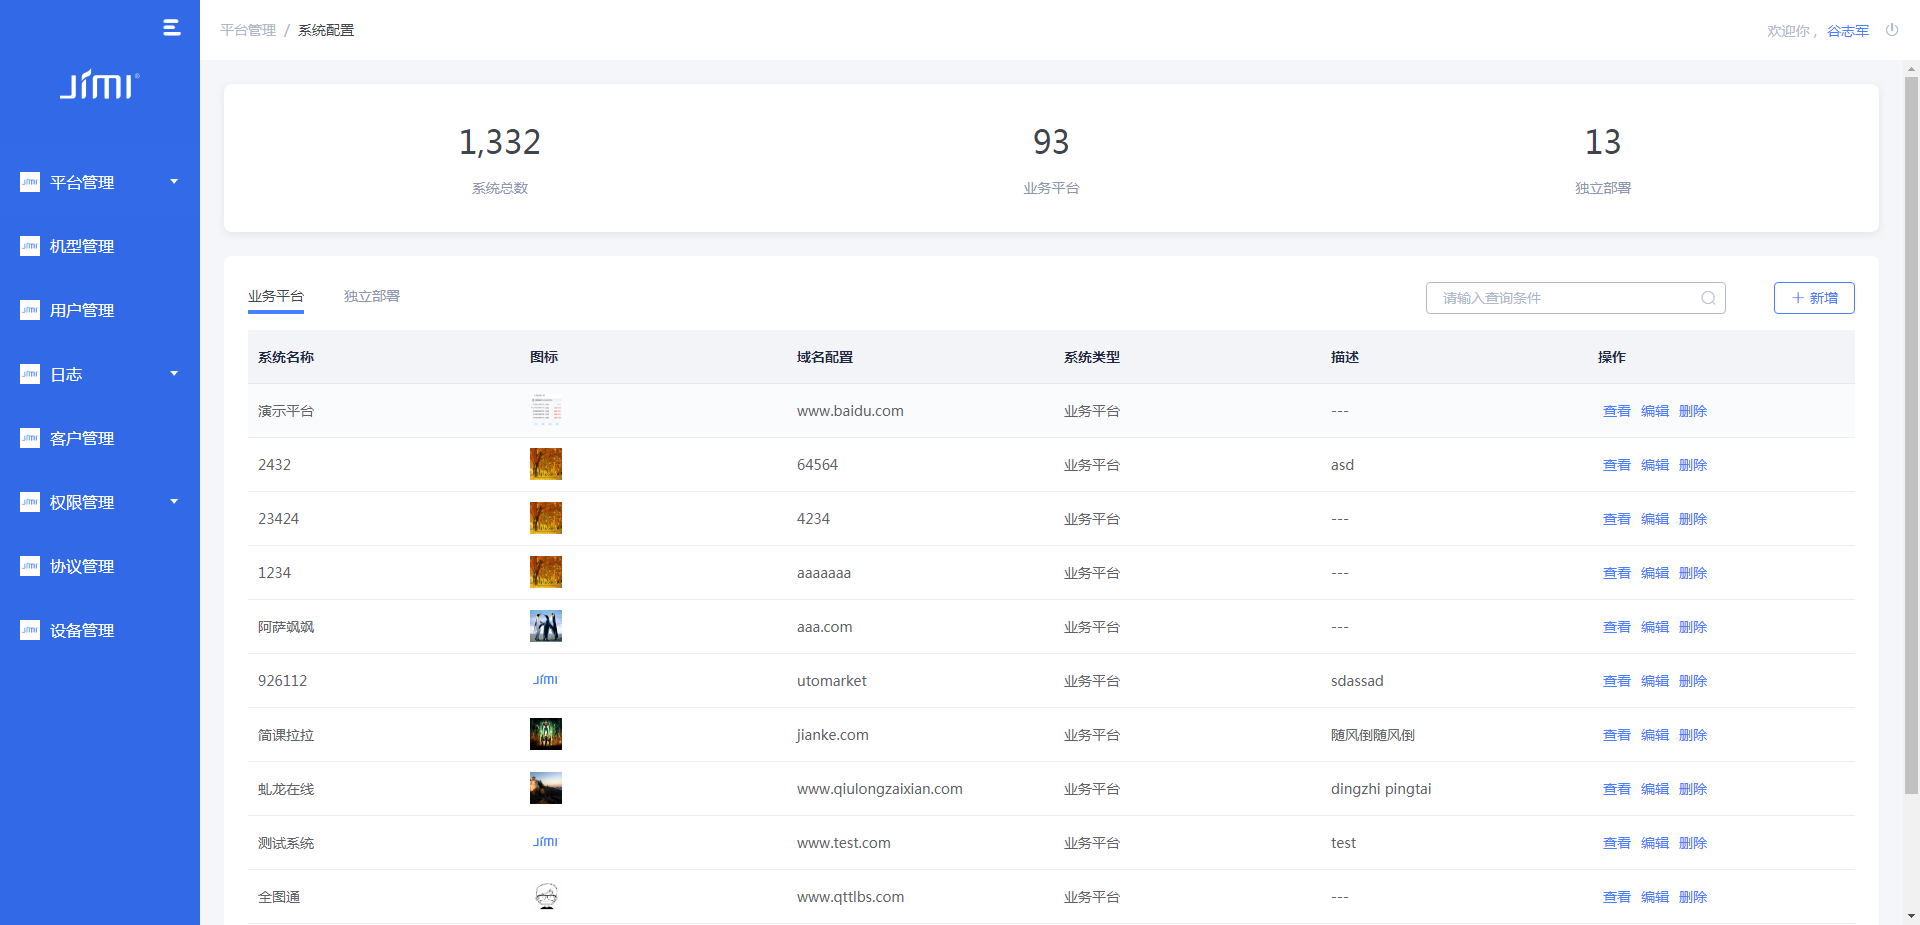 平台管理 / 系统配置
欢迎你， 谷志军
JIMI®
平台管理
机型管理
用户管理
日志
客户管理
权限管理
协议管理
设备管理
1,332 93 13
系统总数 业务平台 独立部署
业务平台 独立部署 请输入查询条件 + 新增
系统名称 图标 域名配置 系统类型 描述 操作
演示平台 www.baidu.com 业务平台 --- 查看 编辑 删除
2432 64564 业务平台 asd 查看 编辑 删除
23424 4234 业务平台 --- 查看 编辑 删除
1234 aaaaaaa 业务平台 --- 查看 编辑 删除
阿萨飒飒 aaa.com 业务平台 --- 查看 编辑 删除
926112 JIMI utomarket 业务平台 sdassad 查看 编辑 删除
简课拉拉 jianke.com 业务平台 随风倒随风倒 查看 编辑 删除
虬龙在线 www.qiulongzaixian.com 业务平台 dingzhi pingtai 查看 编辑 删除
测试系统 JIMI www.test.com 业务平台 test 查看 编辑 删除
全图通 www.qttlbs.com 业务平台 --- 查看 编辑 删除